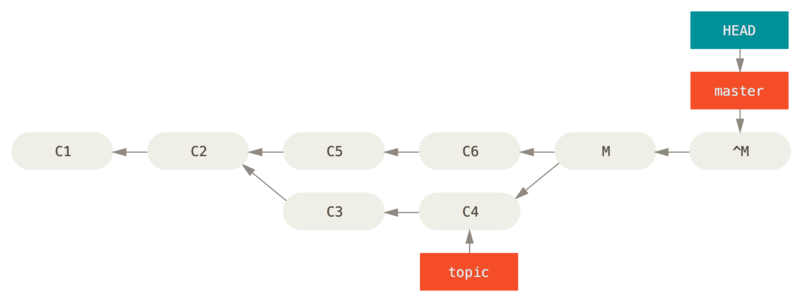 HEAD
master
C1 C2 C5 C6 M ^M
C3 C4
topic